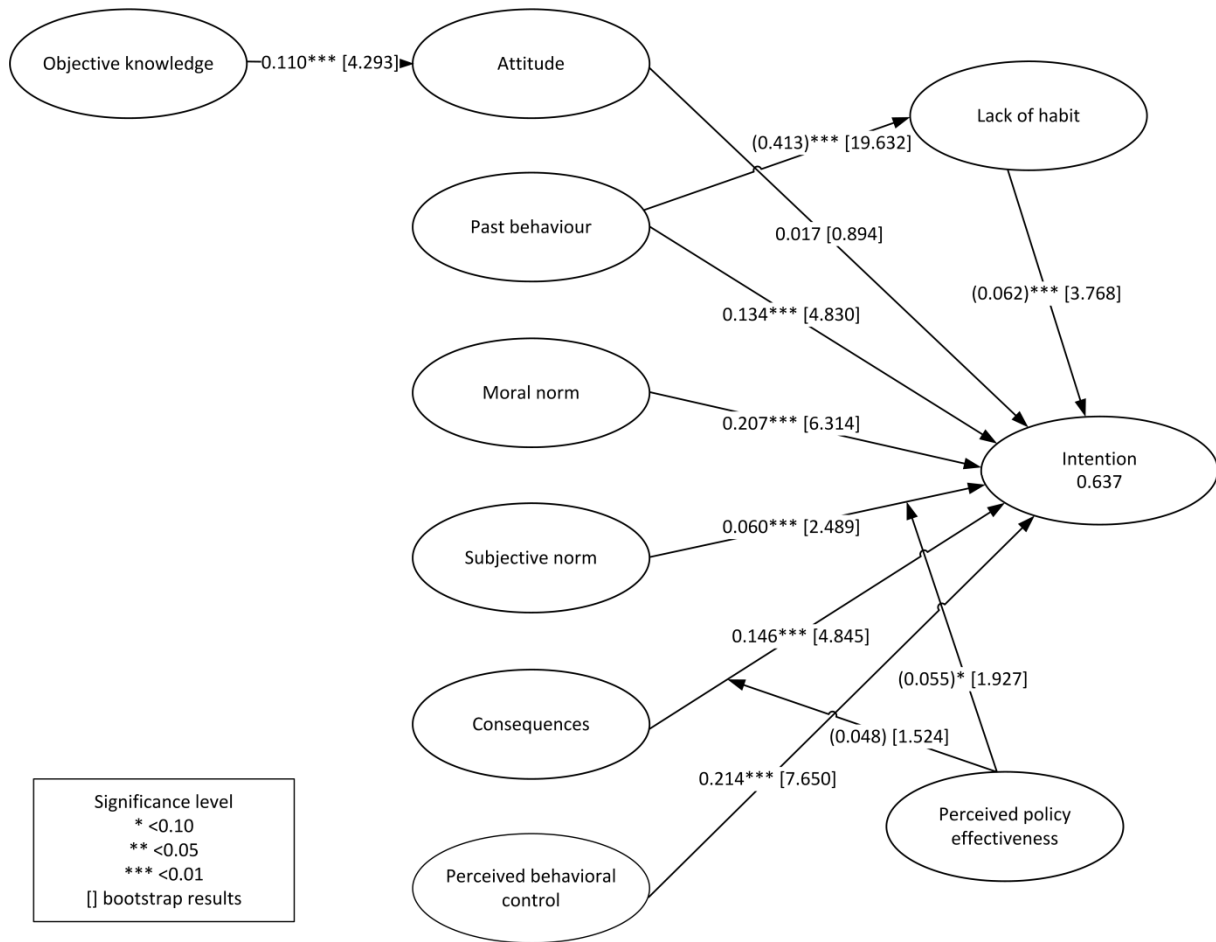 Objective knowledge
0.110*** [4.293]
Attitude
Lack of habit
(0.413)*** [19.632]
Past behaviour
0.017 [0.894]
(0.062)*** [3.768]
0.134*** [4.830]
Moral norm
0.207*** [6.314]
Intention
0.637
Subjective norm
0.060*** [2.489]
0.146*** [4.845]
(0.055)* [1.927]
Consequences
(0.048) [1.524]
0.214*** [7.650]
Perceived policy
effectiveness
Perceived behavioral
control
Significance level
* <0.10
** <0.05
*** <0.01
[] bootstrap results